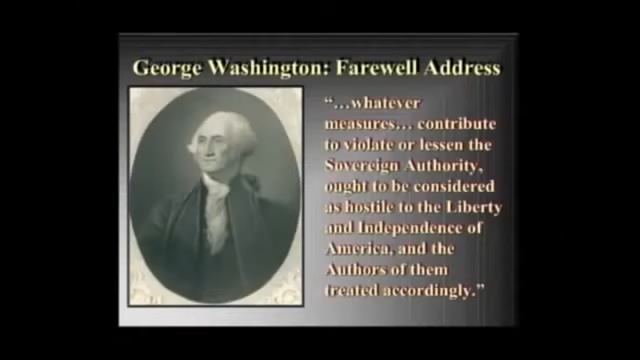 George Washington: Farewell Address
“…whatever
measures… contribute
to violate or lessen the
Sovereign Authority,
ought to be considered
as hostile to the Liberty
and Independence of
America, and the
Authors of them
treated accordingly.”